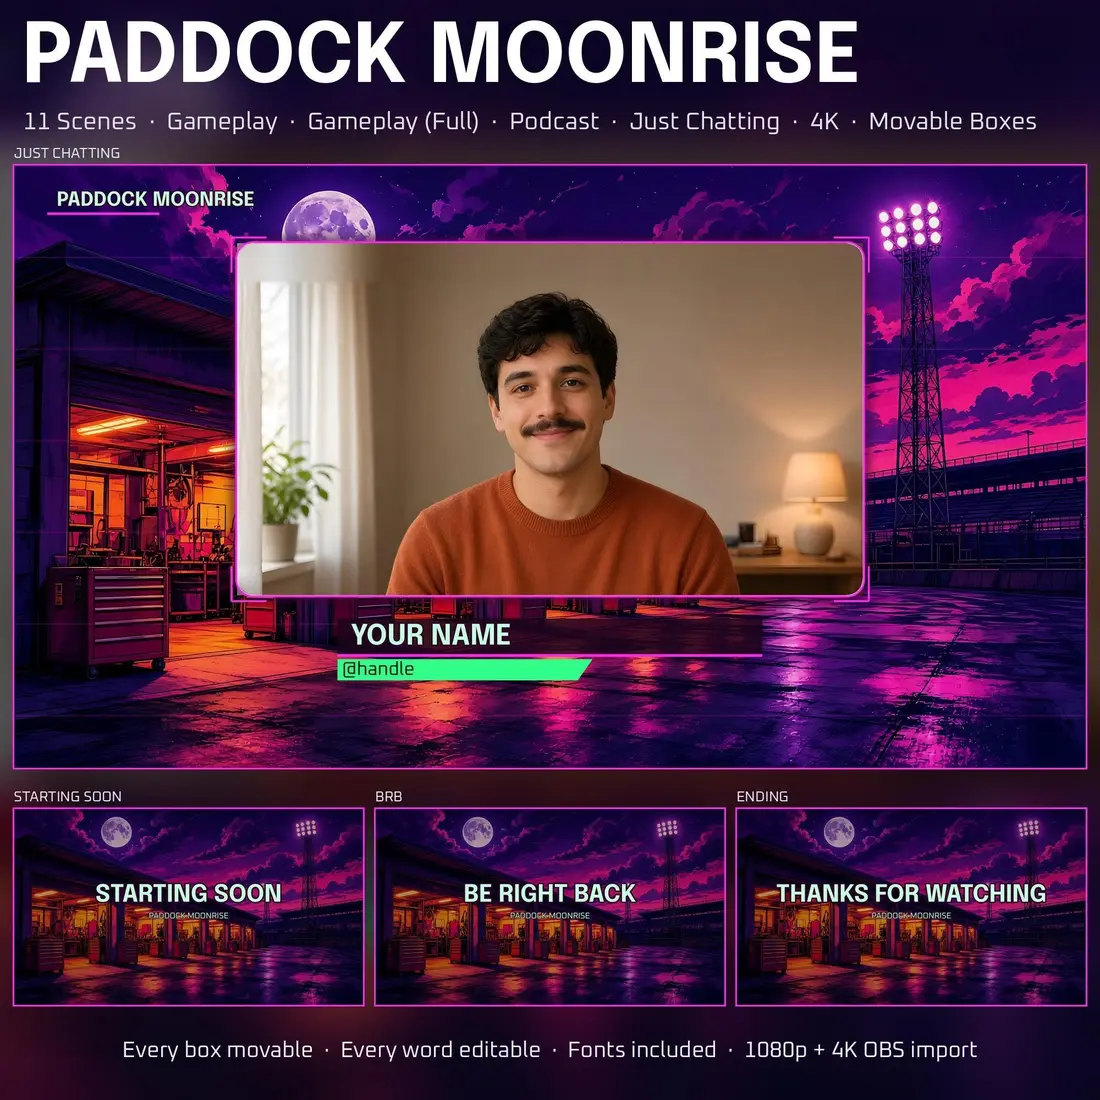 PADDOCK MOONRISE
11 Scenes · Gameplay · Gameplay (Full) · Podcast · Just Chatting · 4K · Movable Boxes
JUST CHATTING
PADDOCK MOONRISE
YOUR NAME
@handle
STARTING SOON
BRB
ENDING
STARTING SOON
PADDOCK MOONRISE
BE RIGHT BACK
PADDOCK MOONRISE
THANKS FOR WATCHING
PADDOCK MOONRISE
Every box movable · Every word editable · Fonts included · 1080p + 4K OBS import